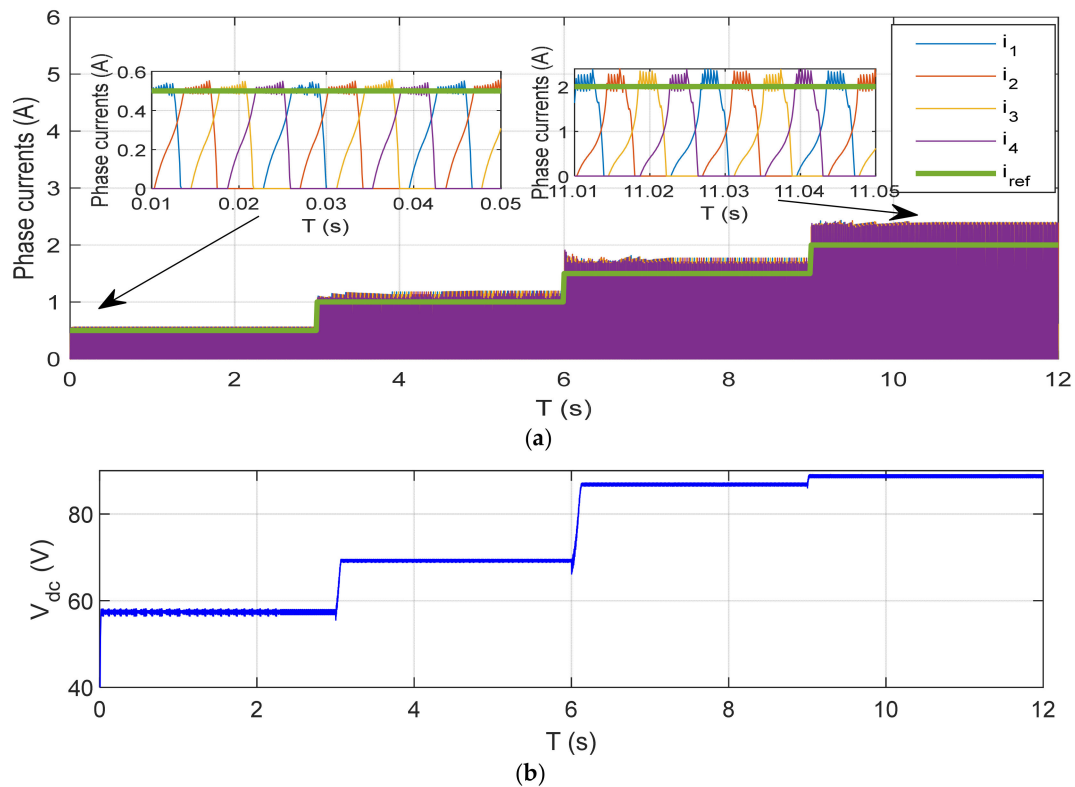 Phase currents (A)
6
5
4
3
2
1
0
0 2 4 6 8 10 12
T (s)
Phase currents (A)
0.6
0.4
0.2
0
0.01 0.02 0.03 0.04 0.05
T (s)
Phase currents (A)
2
1
0
11.01 11.02 11.03 11.04 11.05
T (s)
i1
i2
i3
i4
iref
(a)
Vdc (V)
80
60
40
0 2 4 6 8 10 12
T (s)
(b)